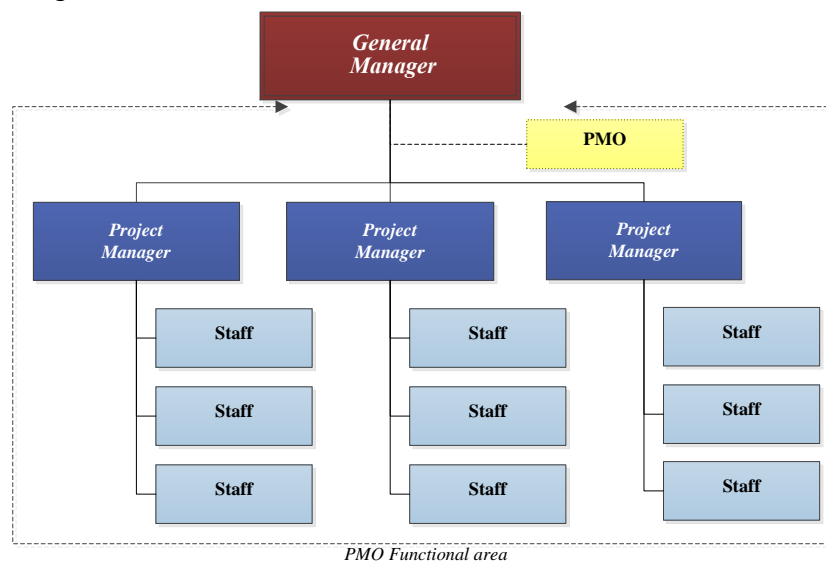 General
Manager
PMO
Project
Manager
Project
Manager
Project
Manager
Staff
Staff
Staff
Staff
Staff
Staff
Staff
Staff
Staff
PMO Functional area